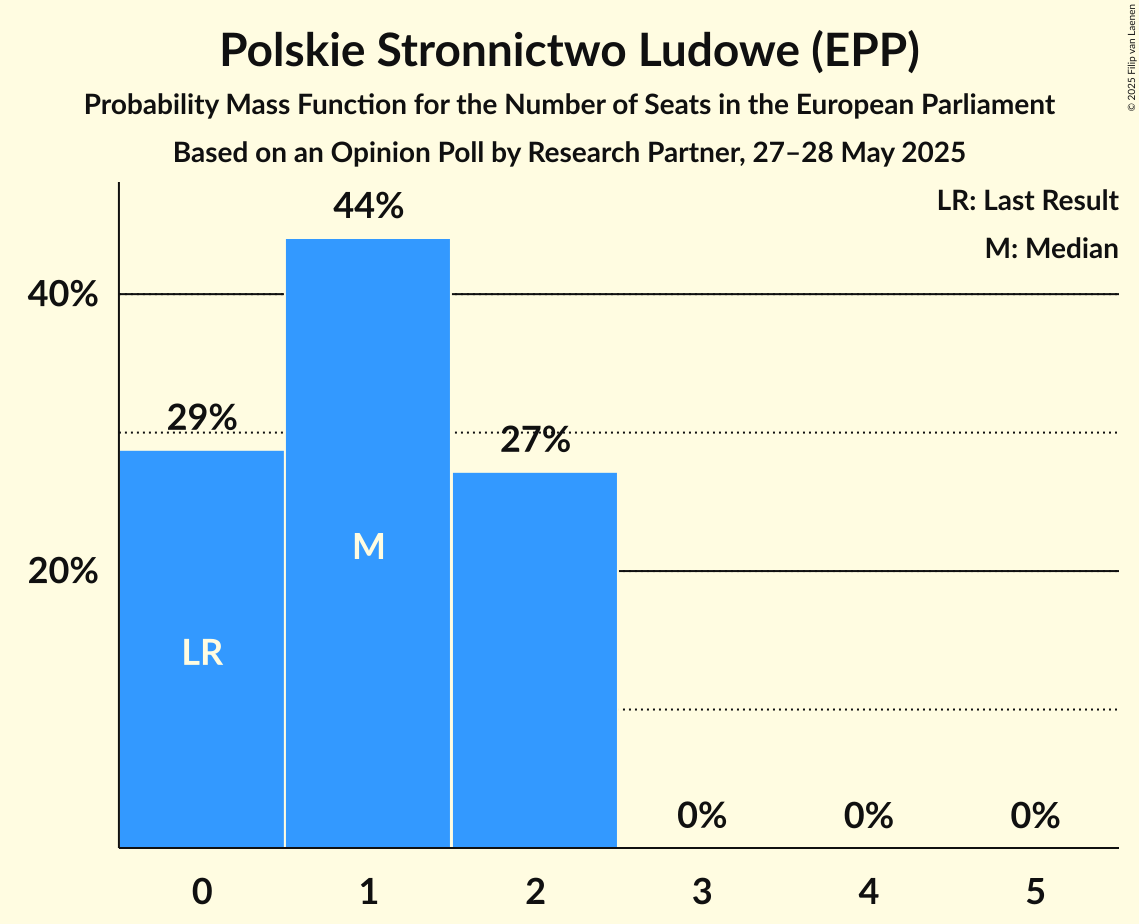 Polskie Stronnictwo Ludowe (EPP)
Probability Mass Function for the Number of Seats in the European Parliament
Based on an Opinion Poll by Research Partner, 27–28 May 2025
© 2025 Filip van Laenen
LR: Last Result
M: Median
44%
40%
29%
27%
M
20%
LR
0%
0%
0%
0
1
2
3
4
5